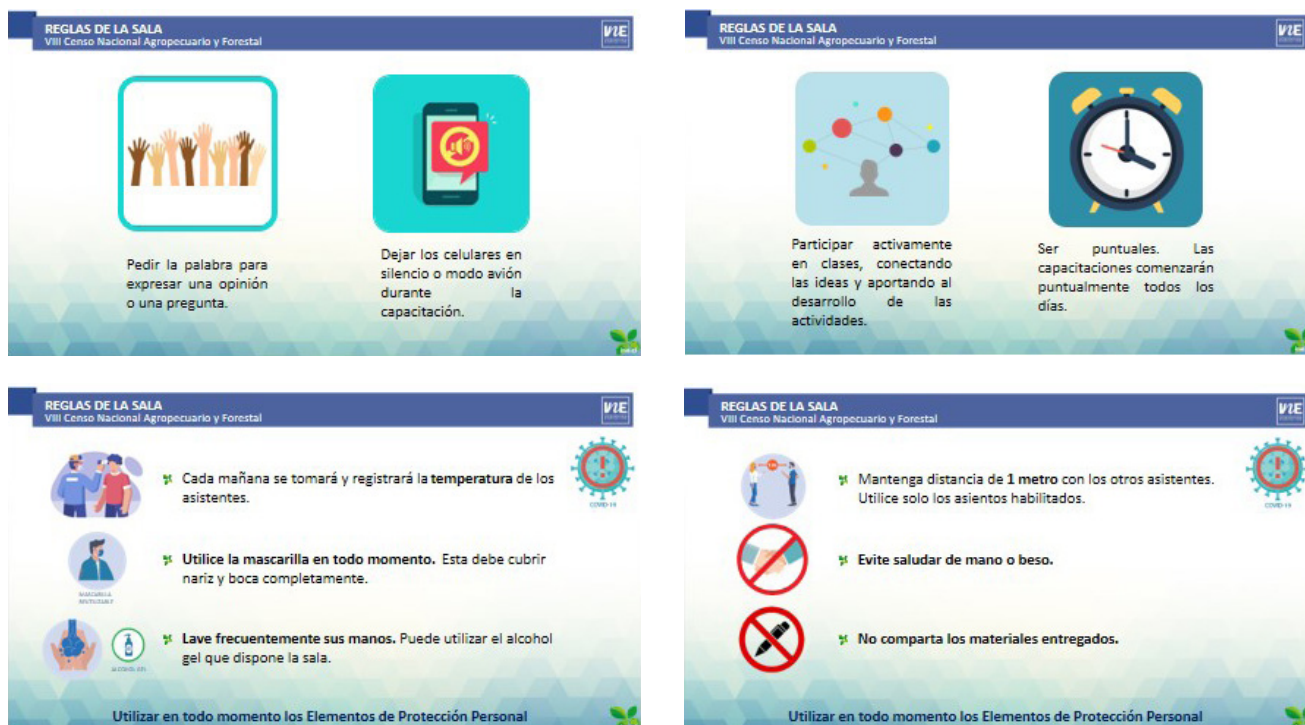 REGLAS DE LA SALA
VIII Censo Nacional Agropecuario y Forestal
Pedir la palabra para
expresar una opinión
o una pregunta.
Dejar los celulares en
silencio o modo avión
durante la
capacitación.
REGLAS DE LA SALA
VIII Censo Nacional Agropecuario y Forestal
Participar activamente
en clases, conectando
las ideas y aportando al
desarrollo de las
actividades.
Ser puntuales. Las
capacitaciones comenzarán
puntualmente todos los
días.
REGLAS DE LA SALA
VIII Censo Nacional Agropecuario y Forestal
COVID-19
Cada mañana se tomará y registrará la temperatura de los
asistentes.
Utilice la mascarilla en todo momento. Esta debe cubrir
nariz y boca completamente.
MASCARILLA
Lave frecuentemente sus manos. Puede utilizar el alcohol
gel que dispone la sala.
ALCOHOL GEL
Utilizar en todo momento los Elementos de Protección Personal
REGLAS DE LA SALA
VIII Censo Nacional Agropecuario y Forestal
COVID-19
Mantenga distancia de 1 metro con los otros asistentes.
Utilice solo los asientos habilitados.
Evite saludar de mano o beso.
No comparta los materiales entregados.
Utilizar en todo momento los Elementos de Protección Personal